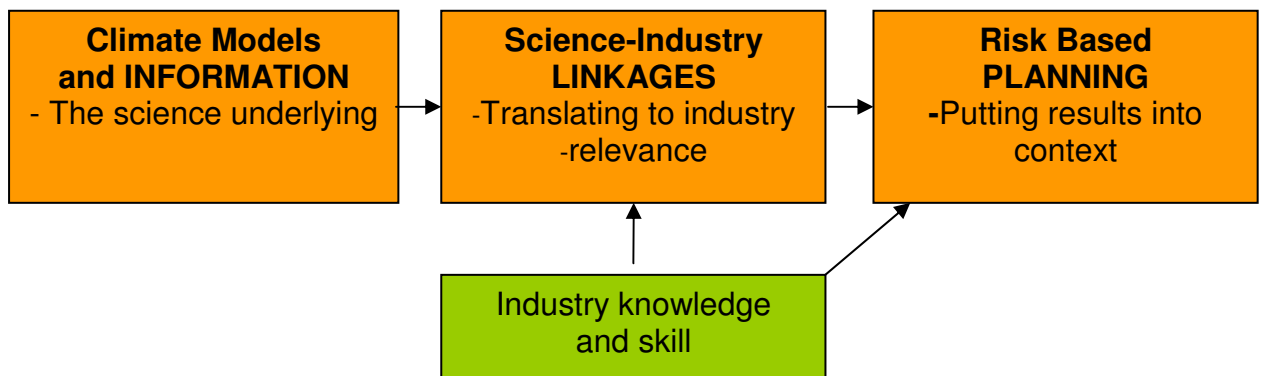 Climate Models
and INFORMATION
- The science underlying
Science-Industry
LINKAGES
-Translating to industry
-relevance
Risk Based
PLANNING
-Putting results into
context
Industry knowledge
and skill